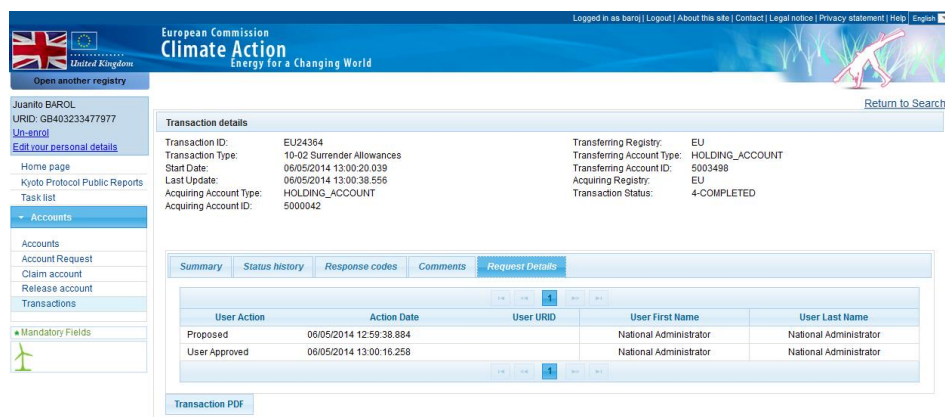 Logged in as baroj | Logout | About this site | Contact | Legal notice | Privacy statement | Help English
European Commission
Climate Action
Energy for a Changing World
United Kingdom
Open another registry
Juanito BAROL
URID: GB403233477977
Un-enrol
Edit your personal details
Home page
Kyoto Protocol Public Reports
Task list
Accounts
Accounts
Account Request
Claim account
Release account
Transactions
Mandatory Fields
Return to Search
Transaction details
Transaction ID: EU24364 Transferring Registry: EU
Transaction Type: 10-02 Surrender Allowances Transferring Account Type: HOLDING_ACCOUNT
Start Date: 06/05/2014 13:00:20.039 Transferring Account ID: 5003498
Last Update: 06/05/2014 13:00:38.556 Acquiring Registry: EU
Acquiring Account Type: HOLDING_ACCOUNT Transaction Status: 4-COMPLETED
Acquiring Account ID: 5000042
Summary Status history Response codes Comments Request Details
1
User Action Action Date User URID User First Name User Last Name
Proposed 06/05/2014 12:59:38.884 National Administrator National Administrator
User Approved 06/05/2014 13:00:16.258 National Administrator National Administrator
1
Transaction PDF